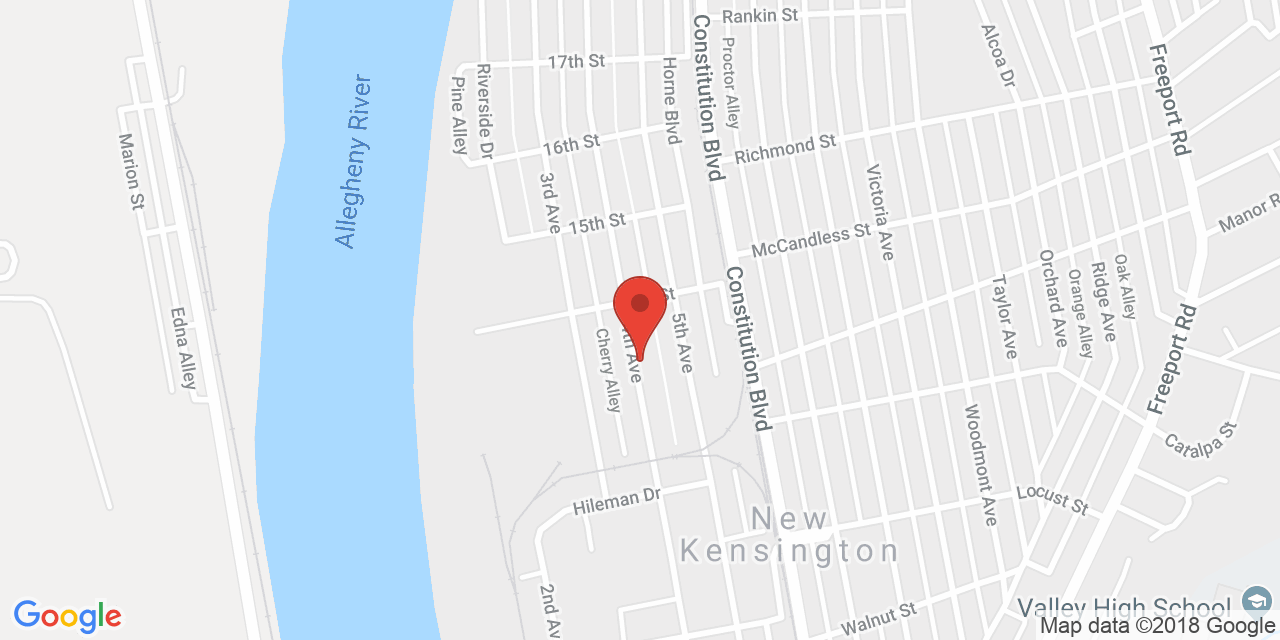 Rankin St
Constitution Blvd
Proctor Alley
Alcoa Dr
Freeport Rd
17th St
Horne Blvd
Riverside Dr
Pine Alley
Allegheny River
16th St
Richmond St
Marion St
3rd Ave
Victoria Ave
15th St
McCandless St
Manor R
Orchard Ave
Orange Alley
Ridge Ave
Oak Alley
Constitution Blvd
St
Taylor Ave
Edna Alley
Cherry Alley
Ave
5th Ave
Freeport Rd
Woodmont Ave
Catalpa St
Hileman Dr
Locust St
New
Kensington
2nd Av
Walnut St
Valley High School
Google
Map data ©2018 Google